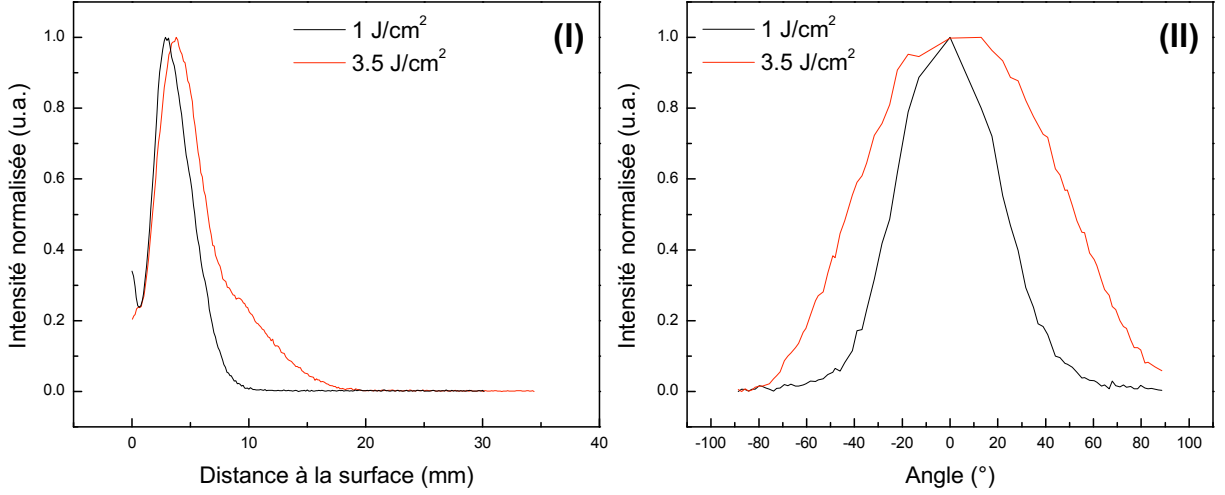 1 J/cm²
3.5 J/cm²
(I)
Intensité normalisée (u.a.)
1.0
0.8
0.6
0.4
0.2
0.0
0 10 20 30 40
Distance à la surface (mm)
1 J/cm²
3.5 J/cm²
(II)
Intensité normalisée (u.a.)
1.0
0.8
0.6
0.4
0.2
0.0
-100 -80 -60 -40 -20 0 20 40 60 80 100
Angle (°)